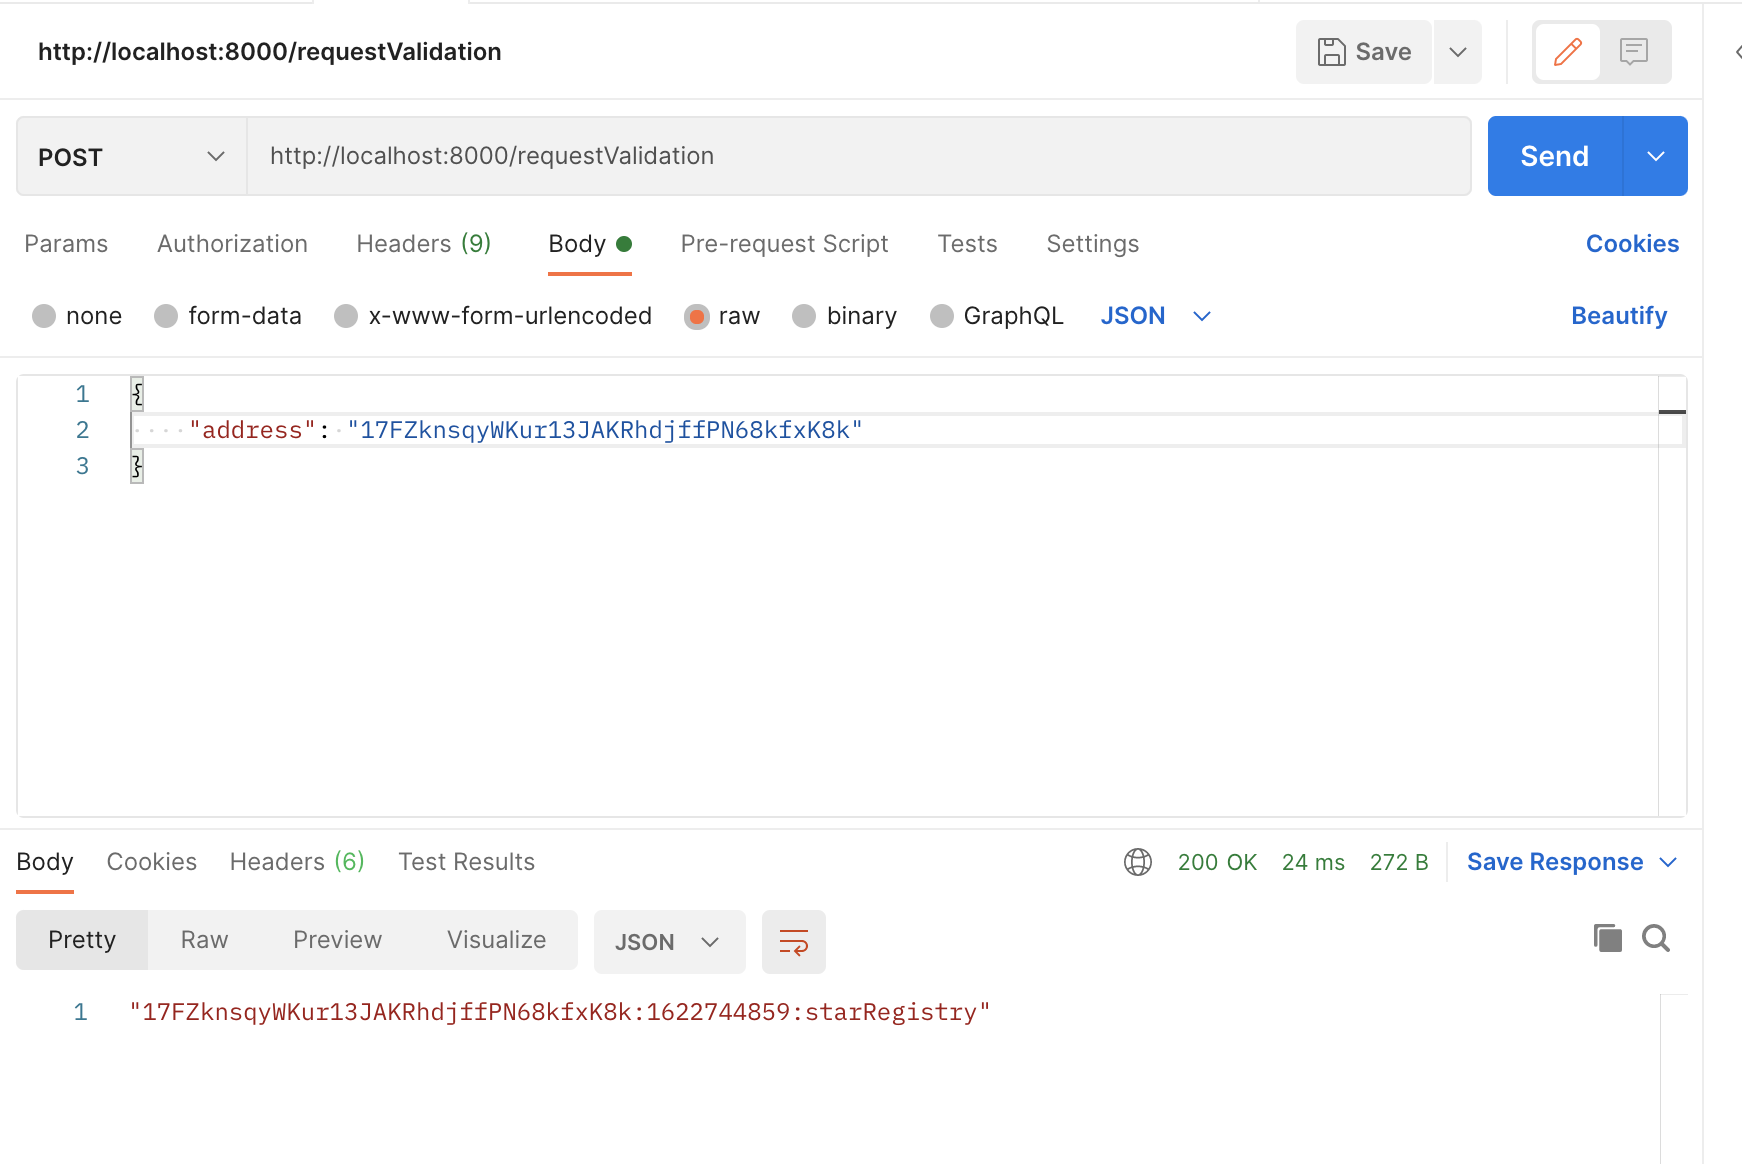 http://localhost:8000/requestValidation
Save
POST
http://localhost:8000/requestValidation
Send
Params Authorization Headers (9) Body Pre-request Script Tests Settings Cookies
none form-data x-www-form-urlencoded raw binary GraphQL JSON Beautify
1 {
2 "address": "17FZknsqyWKur13JAKRhdjffPN68kfxK8k"
3 }
Body Cookies Headers (6) Test Results 200 OK 24 ms 272 B Save Response
Pretty Raw Preview Visualize JSON
1 "17FZknsqyWKur13JAKRhdjffPN68kfxK8k:1622744859:starRegistry"